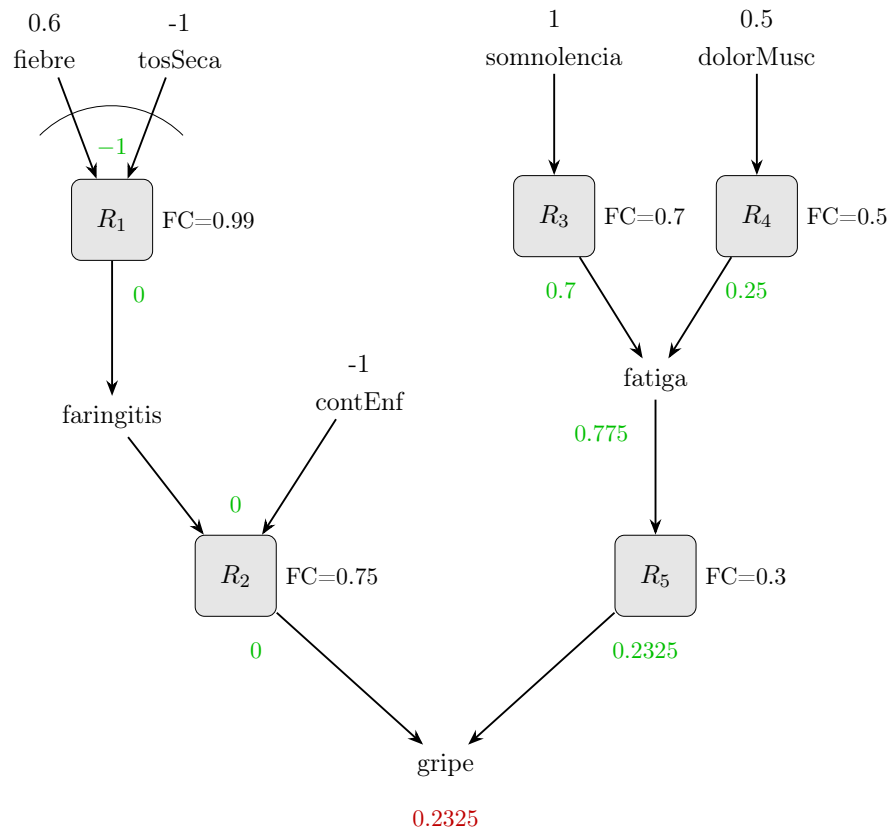 0.6 -1 1 0.5
fiebre tosSeca somnolencia dolorMusc
−1
R1 FC=0.99 R3 FC=0.7 R4 FC=0.5
0 0.7 0.25
-1
fatiga
contEnf
faringitis
0.775
0
R2 FC=0.75 R5 FC=0.3
0 0.2325
gripe
0.2325